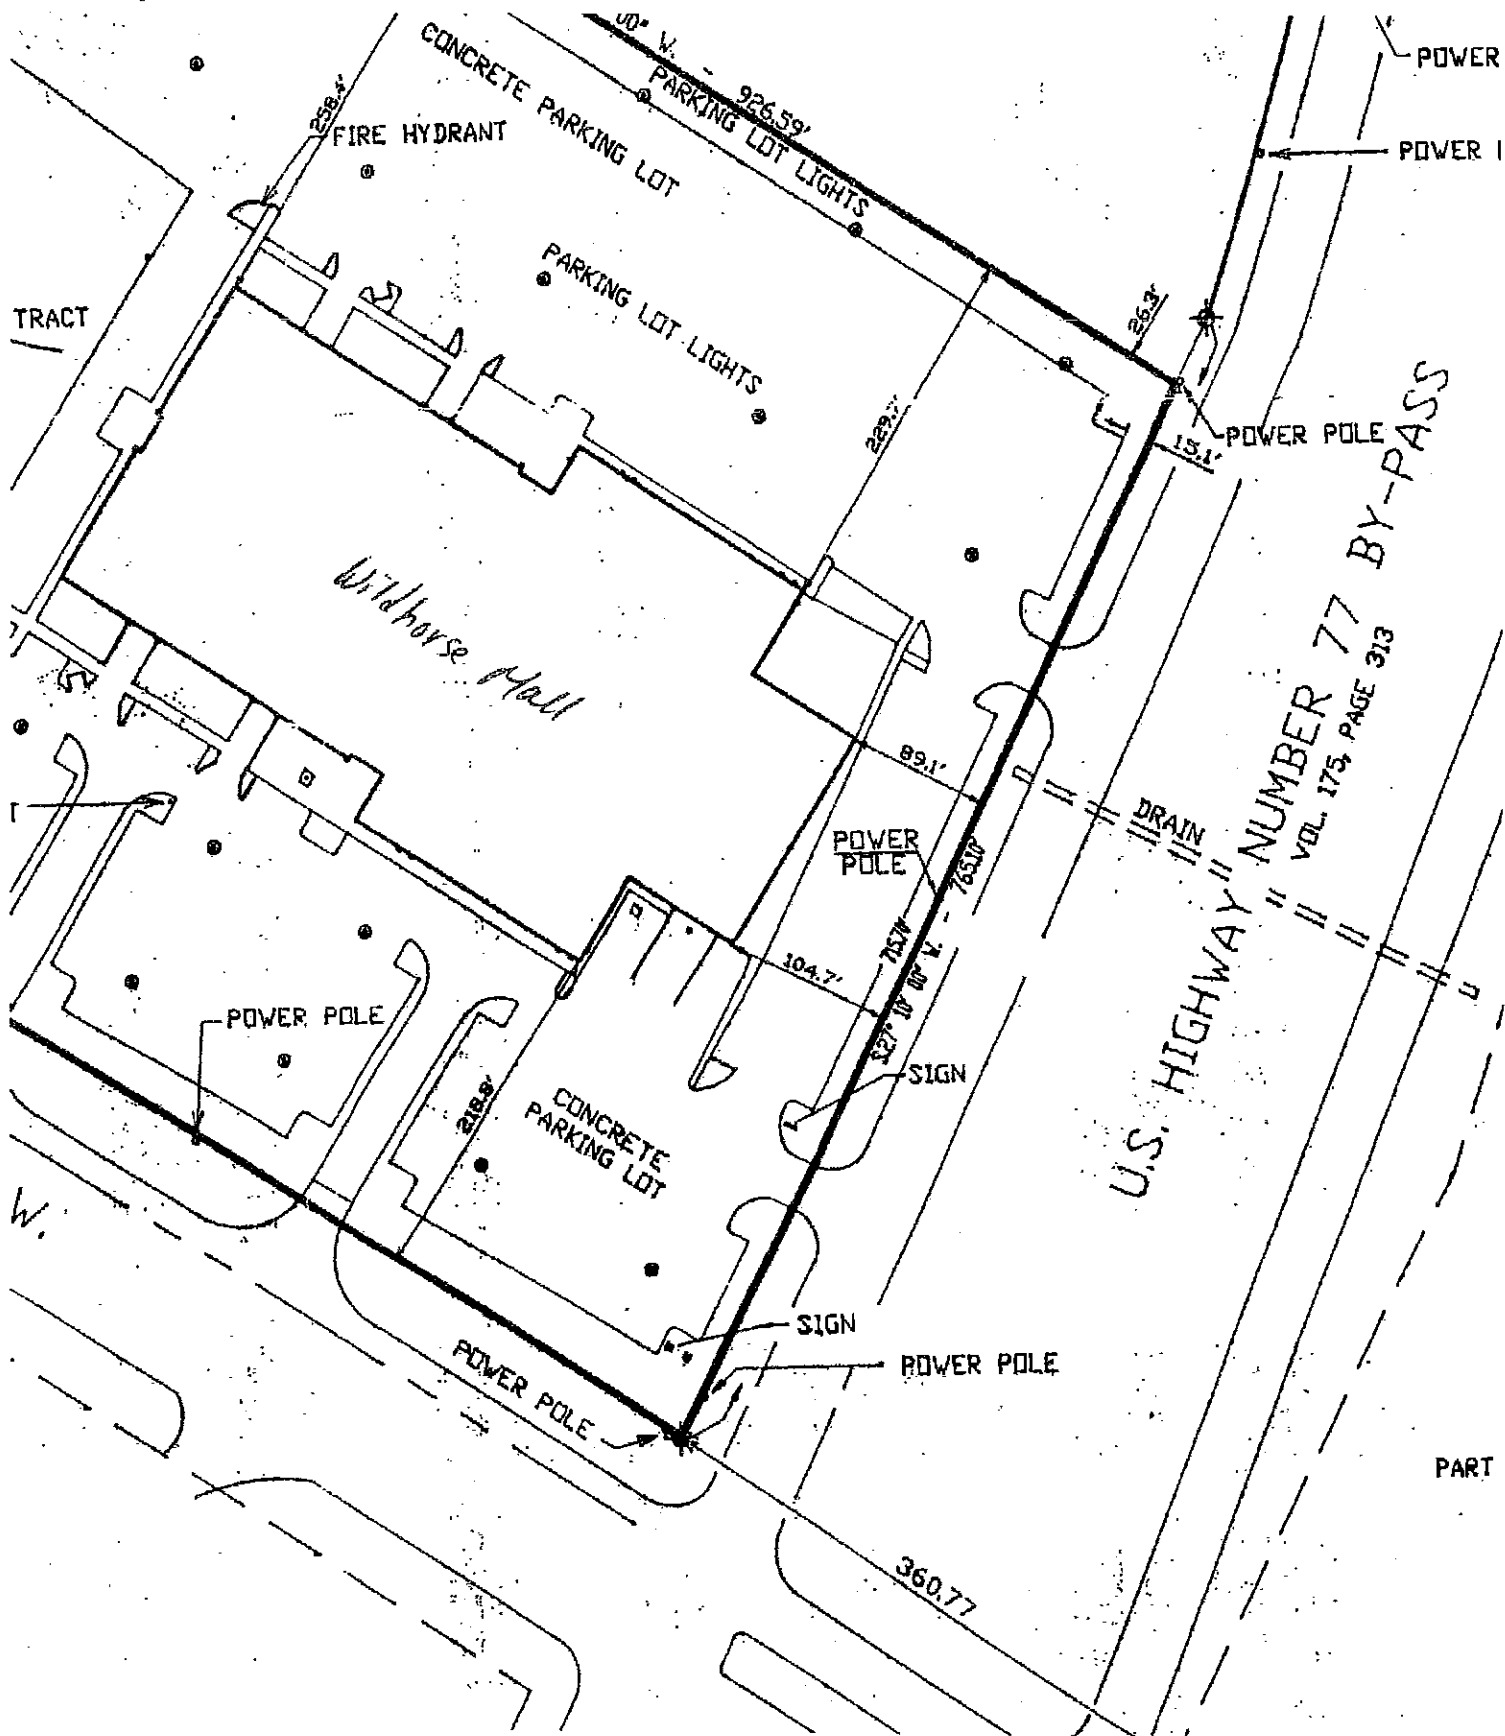 00" W. - 926.59'
CONCRETE PARKING LOT
PARKING LOT LIGHTS
POWER
258.4'
FIRE HYDRANT
POWER
PARKING LOT LIGHTS
TRACT
26.3'
229.7'
POWER POLE
15.1'
U.S. HIGHWAY NUMBER 77 BY-PASS
VOL. 175, PAGE 313
Wildhorse Mall
89.1'
DRAIN
POWER
POLE
765.10'
715.70'
S27° 10' 00" W. -
104.7'
POWER POLE
SIGN
218.8'
CONCRETE
PARKING LOT
W.
SIGN
POWER POLE
POWER POLE
PART
360.77